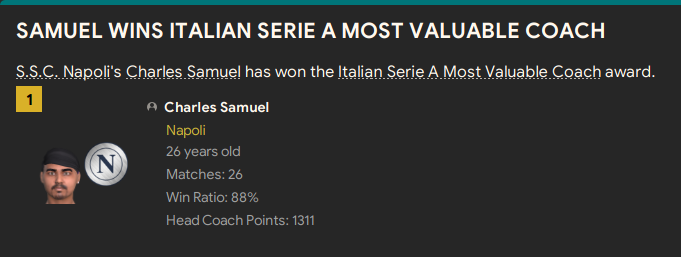 SAMUEL WINS ITALIAN SERIE A MOST VALUABLE COACH
S.S.C. Napoli's Charles Samuel has won the Italian Serie A Most Valuable Coach award.
1
Charles Samuel
Napoli
26 years old
N
Matches: 26
Win Ratio: 88%
Head Coach Points: 1311